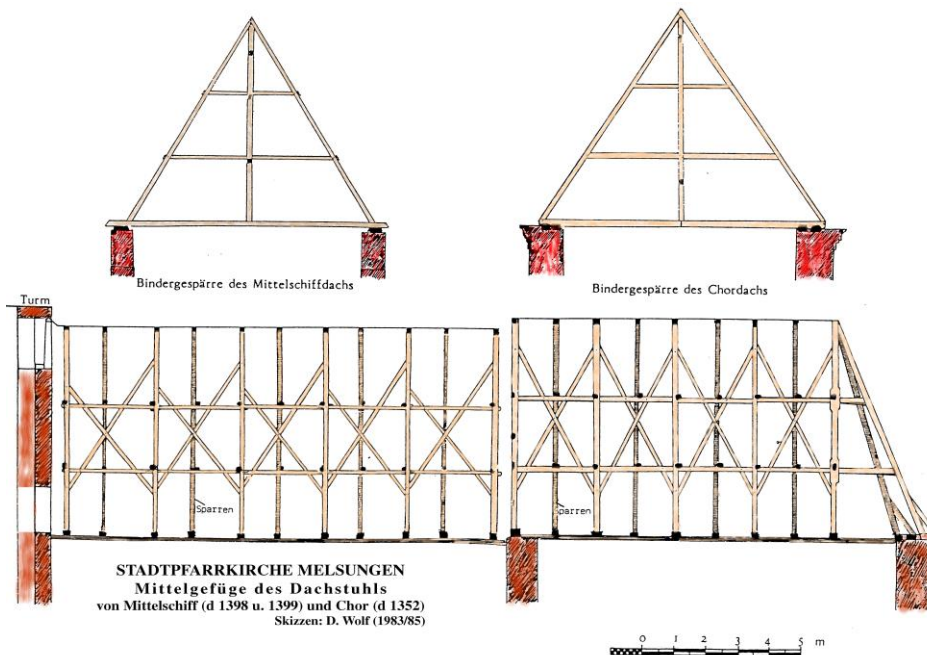 Bindergespärre des Mittelschiffdachs
Bindergespärre des Chordachs
Turm
Sparren
parren
STADTPFARRKIRCHE MELSUNGEN
Mittelgefüge des Dachstuhls
von Mittelschiff (d 1398 u. 1399) und Chor (d 1352)
Skizzen: D. Wolf (1983/85)
0 1 2 3 4 5 m